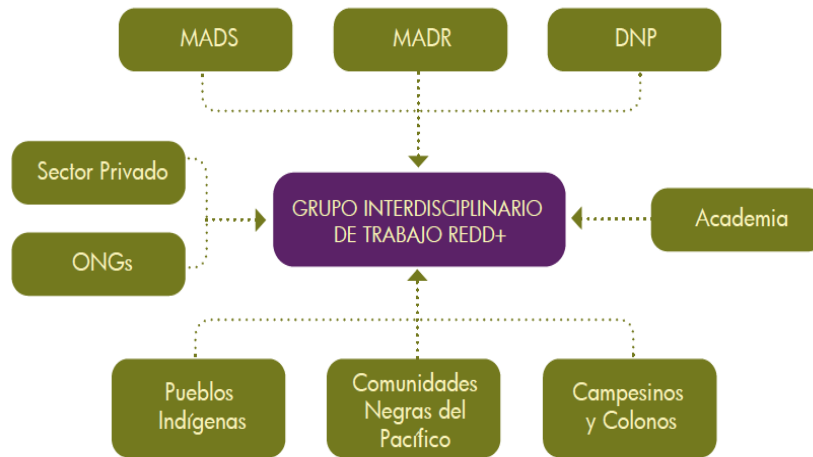 MADS
MADR
DNP
Sector Privado
ONGs
GRUPO INTERDISCIPLINARIO
DE TRABAJO REDD+
Academia
Pueblos
Indígenas
Comunidades
Negras del
Pacífico
Campesinos
y Colonos